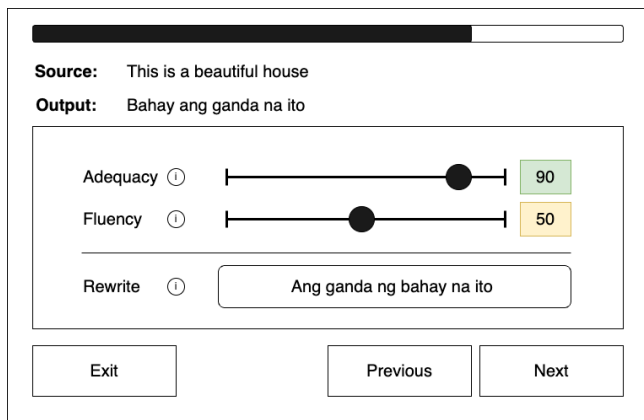 Source: This is a beautiful house
Output: Bahay ang ganda na ito
Adequacy i 90
Fluency i 50
Rewrite i Ang ganda ng bahay na ito
Exit Previous Next